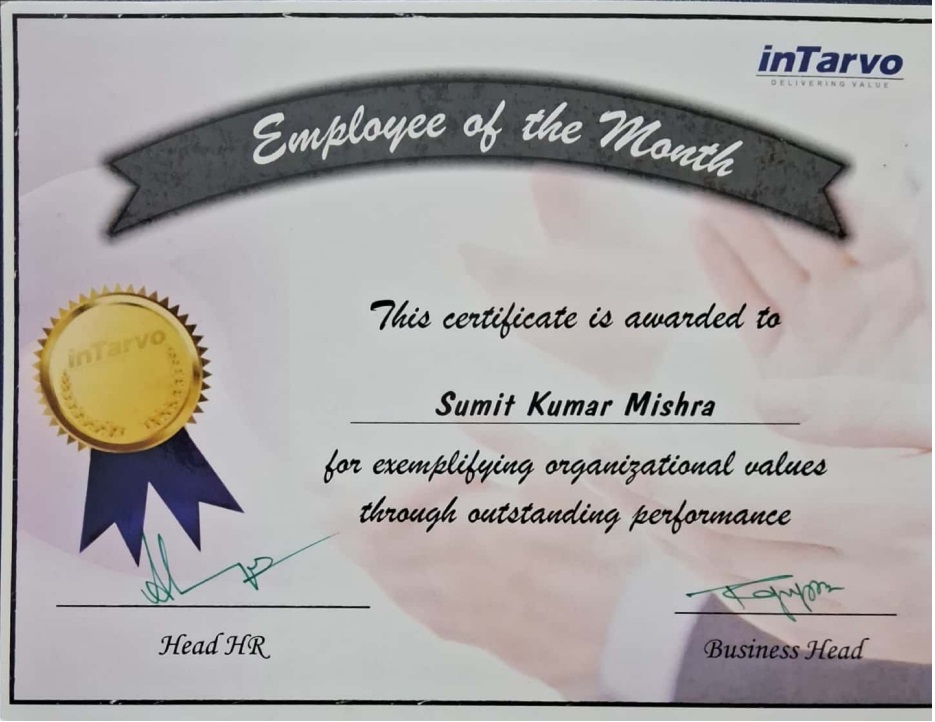 inTarvo
DELIVERING VALUE
Employee of the Month
inTarvo
This certificate is awarded to
Sumit Kumar Mishra
for exemplifying organizational values
through outstanding performance
Head HR
Business Head